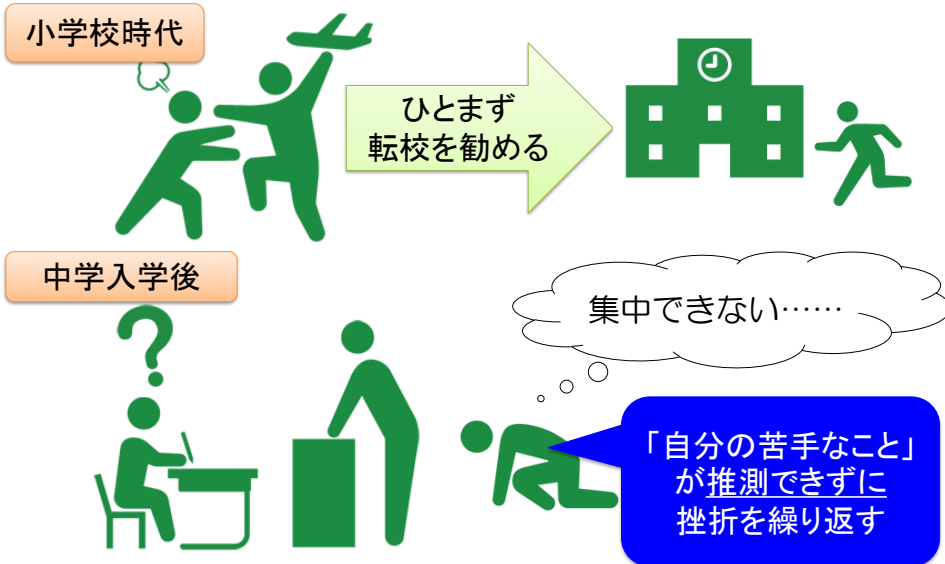 小学校時代
ひとまず
転校を勧める
中学入学後
?
集中できない……
「自分の苦手なこと」
が推測できずに
挫折を繰り返す